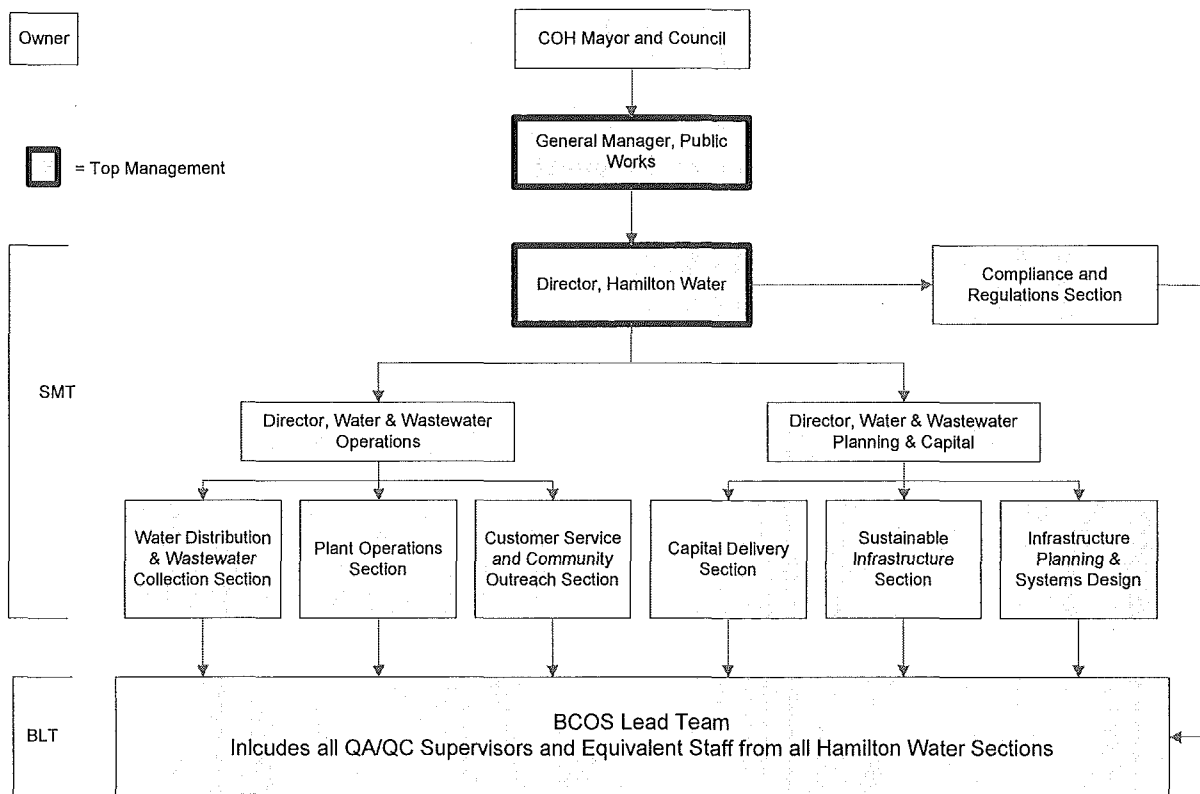 Owner
COH Mayor and Council
General Manager, Public
Works
= Top Management
Director, Hamilton Water
Compliance and
Regulations Section
SMT
Director, Water & Wastewater
Operations
Director, Water & Wastewater
Planning & Capital
Water Distribution
& Wastewater
Collection Section
Plant Operations
Section
Customer Service
and Community
Outreach Section
Capital Delivery
Section
Sustainable
Infrastructure
Section
Infrastructure
Planning &
Systems Design
BLT
BCOS Lead Team
Inlcudes all QA/QC Supervisors and Equivalent Staff from all Hamilton Water Sections